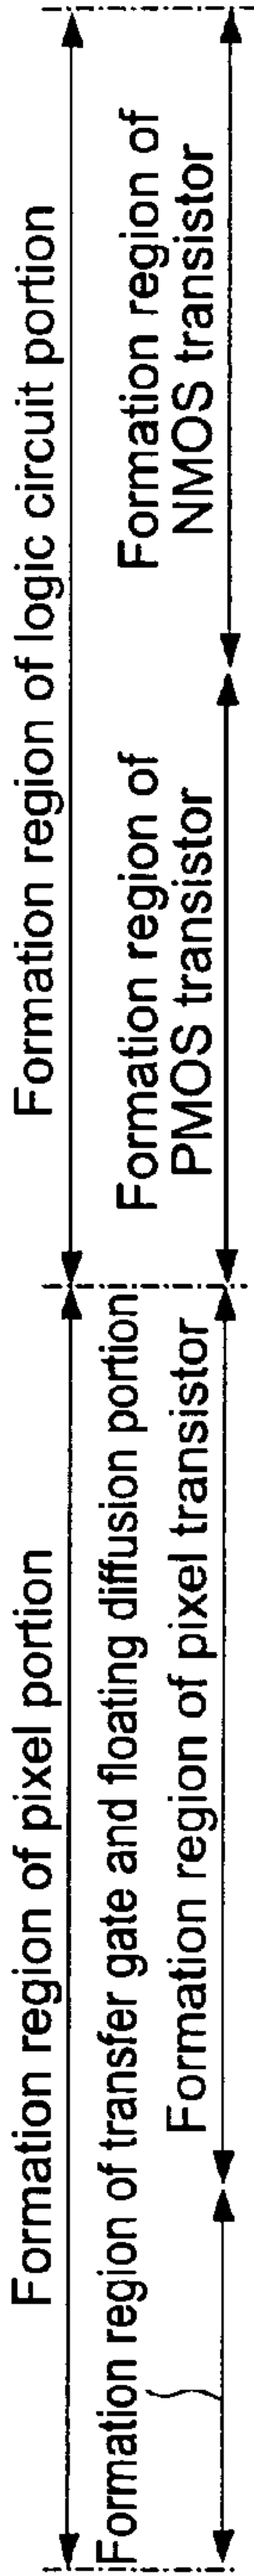 Formation region of pixel portion
Formation region of logic circuit portion
Formation region of transfer gate and floating diffusion portion
Formation region of pixel transistor
Formation region of
PMOS transistor
Formation region of
NMOS transistor